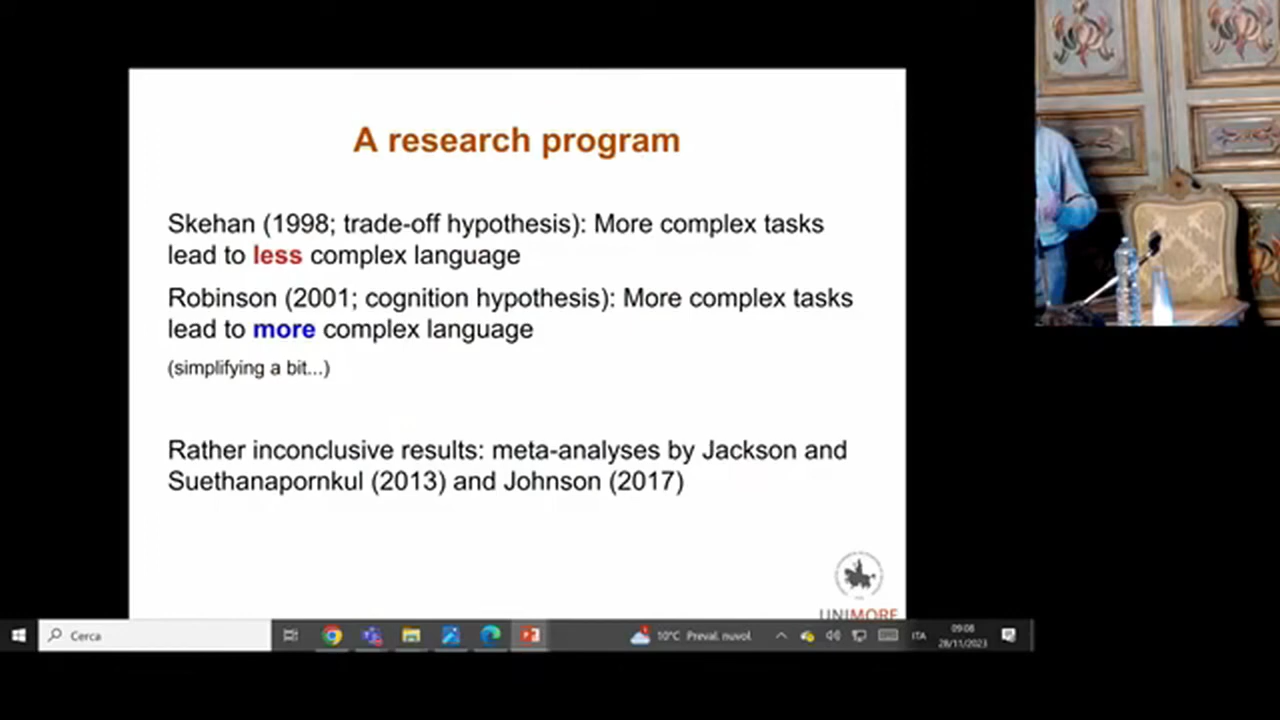 A research program
Skehan (1998; trade-off hypothesis): More complex tasks
lead to less complex language
Robinson (2001; cognition hypothesis): More complex tasks
lead to more complex language
(simplifying a bit...)
Rather inconclusive results: meta-analyses by Jackson and
Suethanapornkul (2013) and Johnson (2017)
UNIMORE
Cerca
10°C Preval. nuvol.
ITA
09:08
28/11/2023